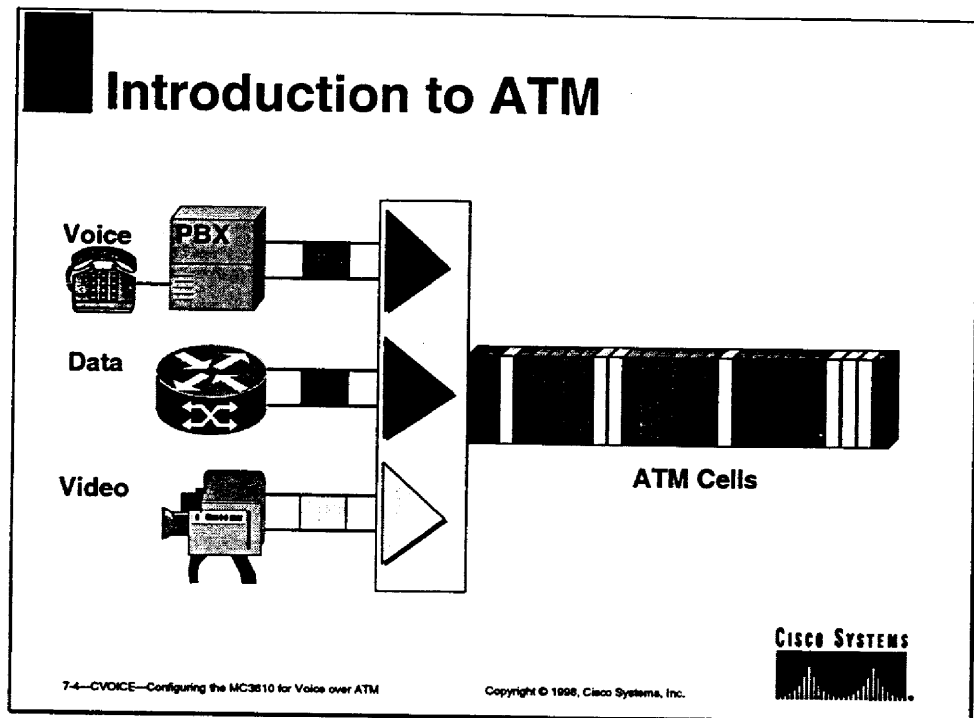 Introduction to ATM
Voice
PBX
Data
Video
ATM Cells
CISCO SYSTEMS
7-4—CVOICE—Configuring the MC3810 for Voice over ATM
Copyright © 1998, Cisco Systems, Inc.